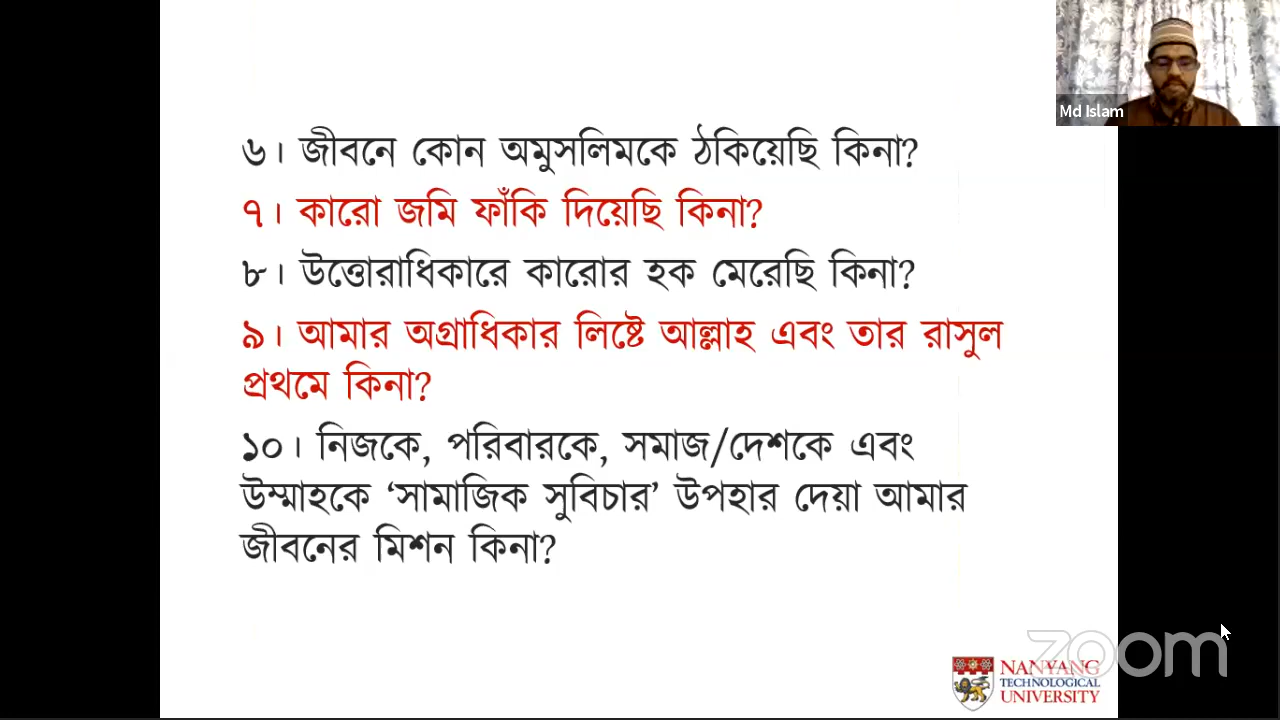 Md Islam
৬। জীবনে কোন অমুসলিমকে ঠকিয়েছি কিনা?
৭। কারো জমি ফাঁকি দিয়েছি কিনা?
৮। উত্তোরাধিকারে কারোর হক মেরেছি কিনা?
৯। আমার অগ্রাধিকার লিষ্টে আল্লাহ এবং তার রাসুল
প্রথমে কিনা?
১০। নিজকে, পরিবারকে, সমাজ/দেশকে এবং
উম্মাহকে ‘সামাজিক সুবিচার’ উপহার দেয়া আমার
জীবনের মিশন কিনা?
zoom
NANYANG
TECHNOLOGICAL
UNIVERSITY